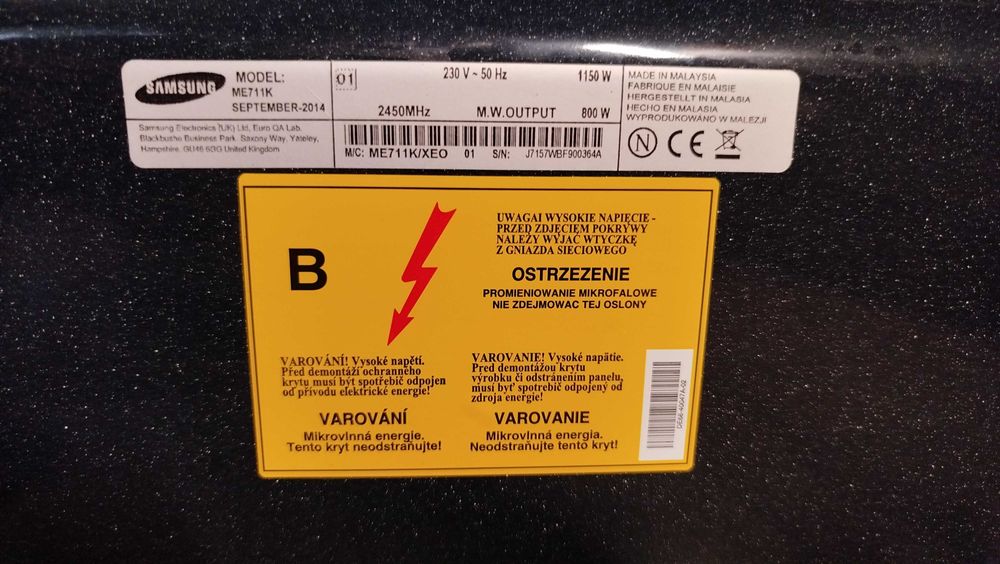 SAMSUNG
MODEL:
ME711K
SEPTEMBER-2014
Samsung Electronics (UK) Ltd, Euro QA Lab.
Blackbushe Business Park. Saxony Way. Yateley,
Hampshire. GU46 6GG United Kingdom
01
230 V ~ 50 Hz 1150 W
2450MHz M.W.OUTPUT 800 W
M/C: ME711K/XEO 01 S/N: J7157WBF900364A
MADE IN MALAYSIA
FABRIQUE EN MALAISIE
HERGESTELLT IN MALASIA
HECHO EN MALASIA
WYPRODUKOWANO W MALEZJI
N CE
B
UWAGAI WYSOKIE NAPIĘCIE -
PRZED ZDJĘCIEM POKRYWY
NALEŻY WYJAĆ WTYCZKĘ
Z GNIAZDA SIECIOWEGO
OSTRZEZENIE
PROMIENIOWANIE MIKROFALOWE
NIE ZDEJMOWAC TEJ OSLONY
VAROVÁNÍ! Vysoké napětí.
Před demontáží ochranného
krytu musí být spotřebič odpojen
od přívodu elektrické energie!
VAROVÁNÍ
Mikrovlnná energie.
Tento kryt neodstraňujte!
VAROVANIE! Vysoké napätie.
Pred demontážou krytu
výrobku či odstránením panelu,
musí byť spotrebič odpojený od
zdroja energie!
VAROVANIE
Mikrovlnná energia.
Neodstraňujte tento kryt!
DE68-40047A-02